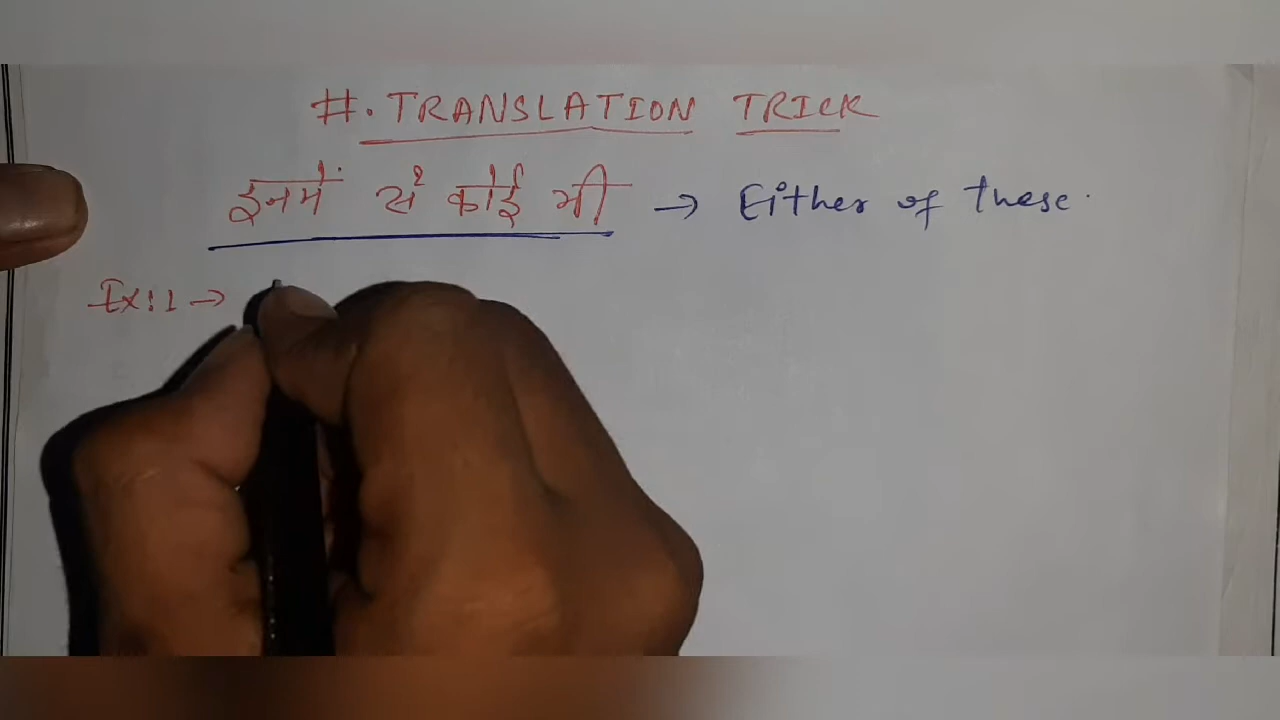 #. TRANSLATION TRICK
इनमें से कोई भी → Either of these.
Ex:1 →